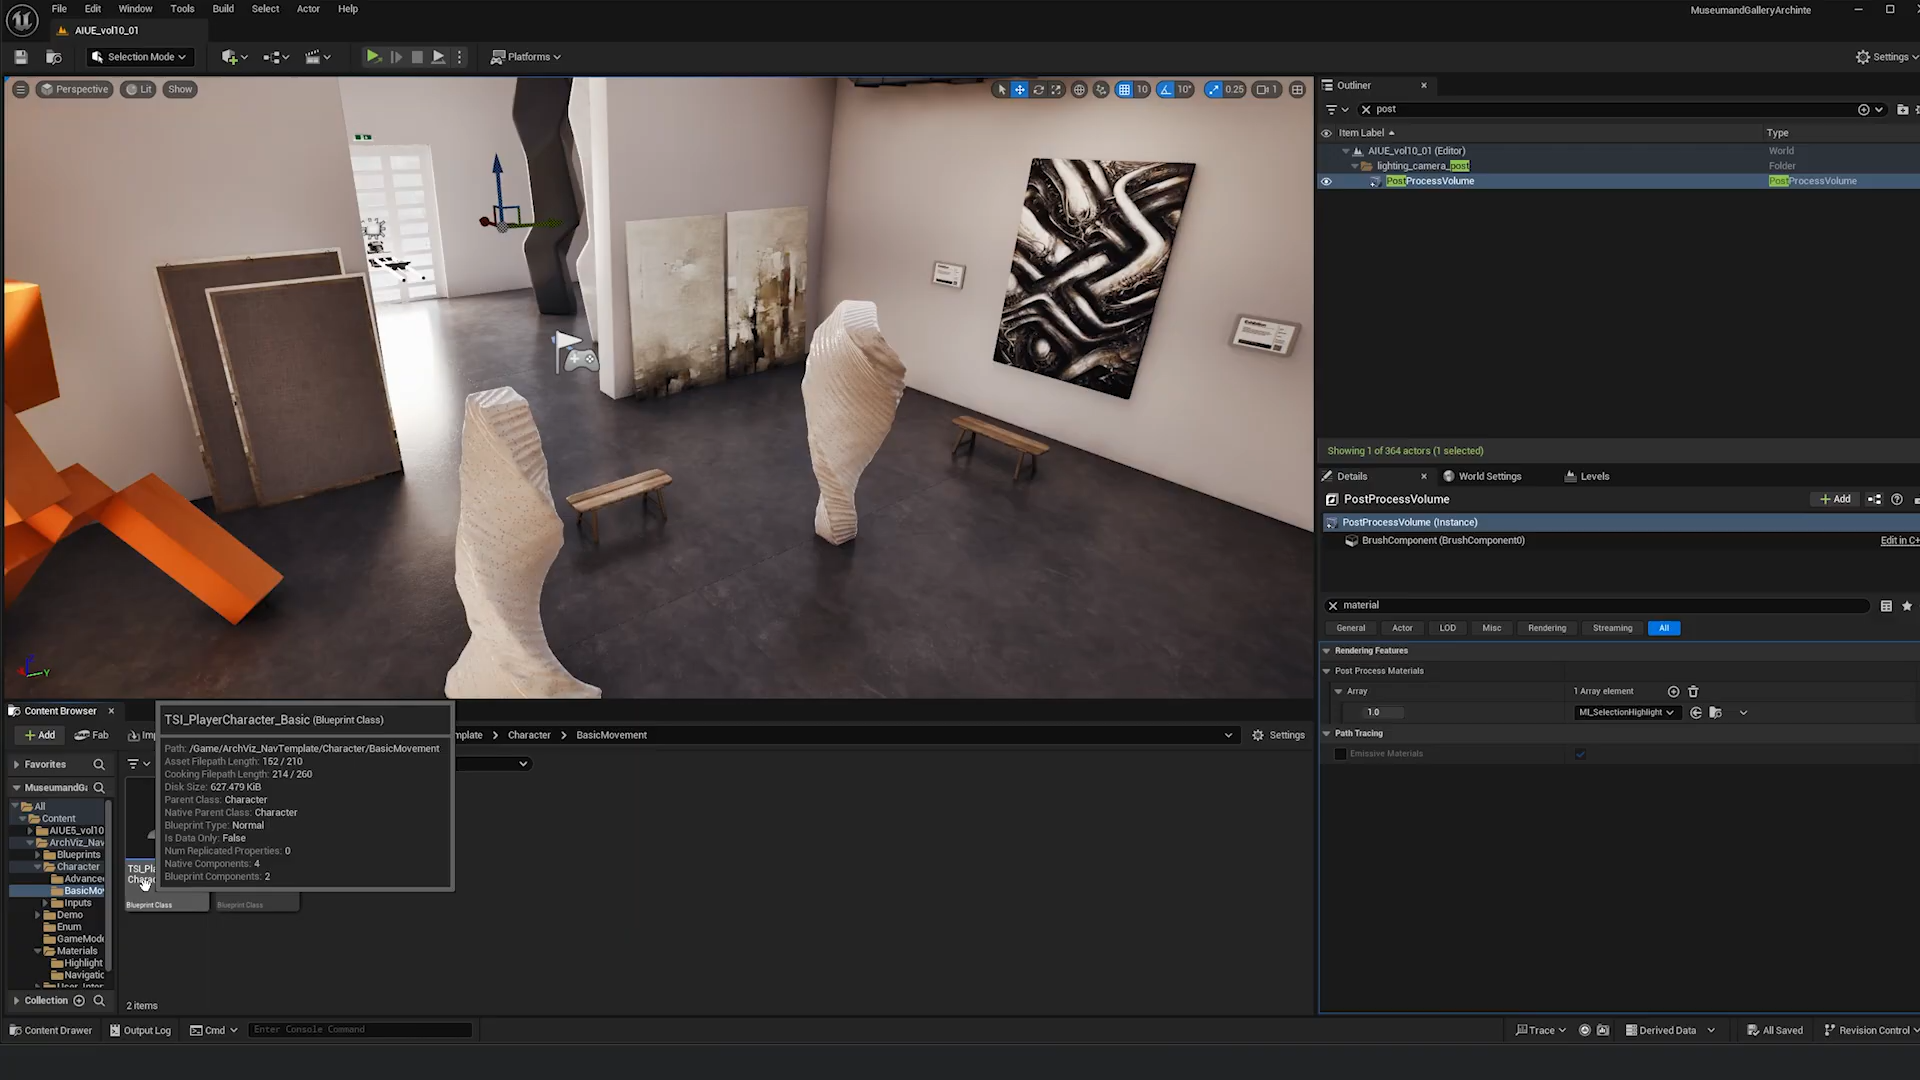 File Edit Window Tools Build Select Actor Help
MuseumandGalleryArchinte
AIUE_vol10_01
Selection Mode
Platforms
Settings
Perspective
Lit
Show
10
10°
0.25
1
Outliner
post
Item Label
Type
AIUE_vol10_01 (Editor)
World
lighting_camera_post
Folder
PostProcessVolume
PostProcessVolume
Showing 1 of 364 actors (1 selected)
Details
World Settings
Levels
PostProcessVolume
Add
PostProcessVolume (Instance)
BrushComponent (BrushComponent0)
Edit in C+
material
General
Actor
LOD
Misc
Rendering
Streaming
All
Rendering Features
Post Process Materials
Array
1 Array element
1.0
MI_SelectionHighlight
Path Tracing
Emissive Materials
Content Browser
Add
Fab
Imp
mplate
Character
BasicMovement
Settings
TSI_PlayerCharacter_Basic (Blueprint Class)
Path: /Game/ArchViz_NavTemplate/Character/BasicMovement
Asset Filepath Length: 152 / 210
Cooking Filepath Length: 214 / 260
Disk Size: 627.479 KiB
Parent Class: Character
Native Parent Class: Character
Blueprint Type: Normal
Is Data Only: False
Num Replicated Properties: 0
Native Components: 4
Blueprint Components: 2
Favorites
MuseumandGa
All
Content
AIUE5_vol10
ArchViz_Nav
Blueprints
Character
Advance
BasicMov
Inputs
Demo
Enum
GameMode
Materials
Highlight
Navigatic
Collection
TSI_Pla
Charac
Blueprint Class
Blueprint Class
2 items
Content Drawer
Output Log
Cmd
Enter Console Command
Trace
Derived Data
All Saved
Revision Control